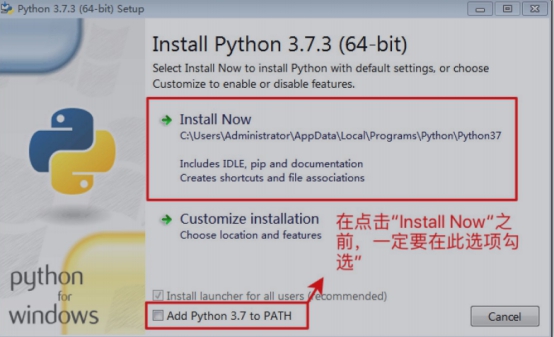 Python 3.7.3 (64-bit) Setup
Install Python 3.7.3 (64-bit)
Select Install Now to install Python with default settings, or choose
Customize to enable or disable features.
Install Now
C:\Users\Administrator\AppData\Local\Programs\Python\Python37
Includes IDLE, pip and documentation
Creates shortcuts and file associations
Customize installation
Choose location and features
在点击“Install Now“之
前，一定要在此选项勾
选”
Install launcher for all users (recommended)
Add Python 3.7 to PATH
Cancel
python
for
windows